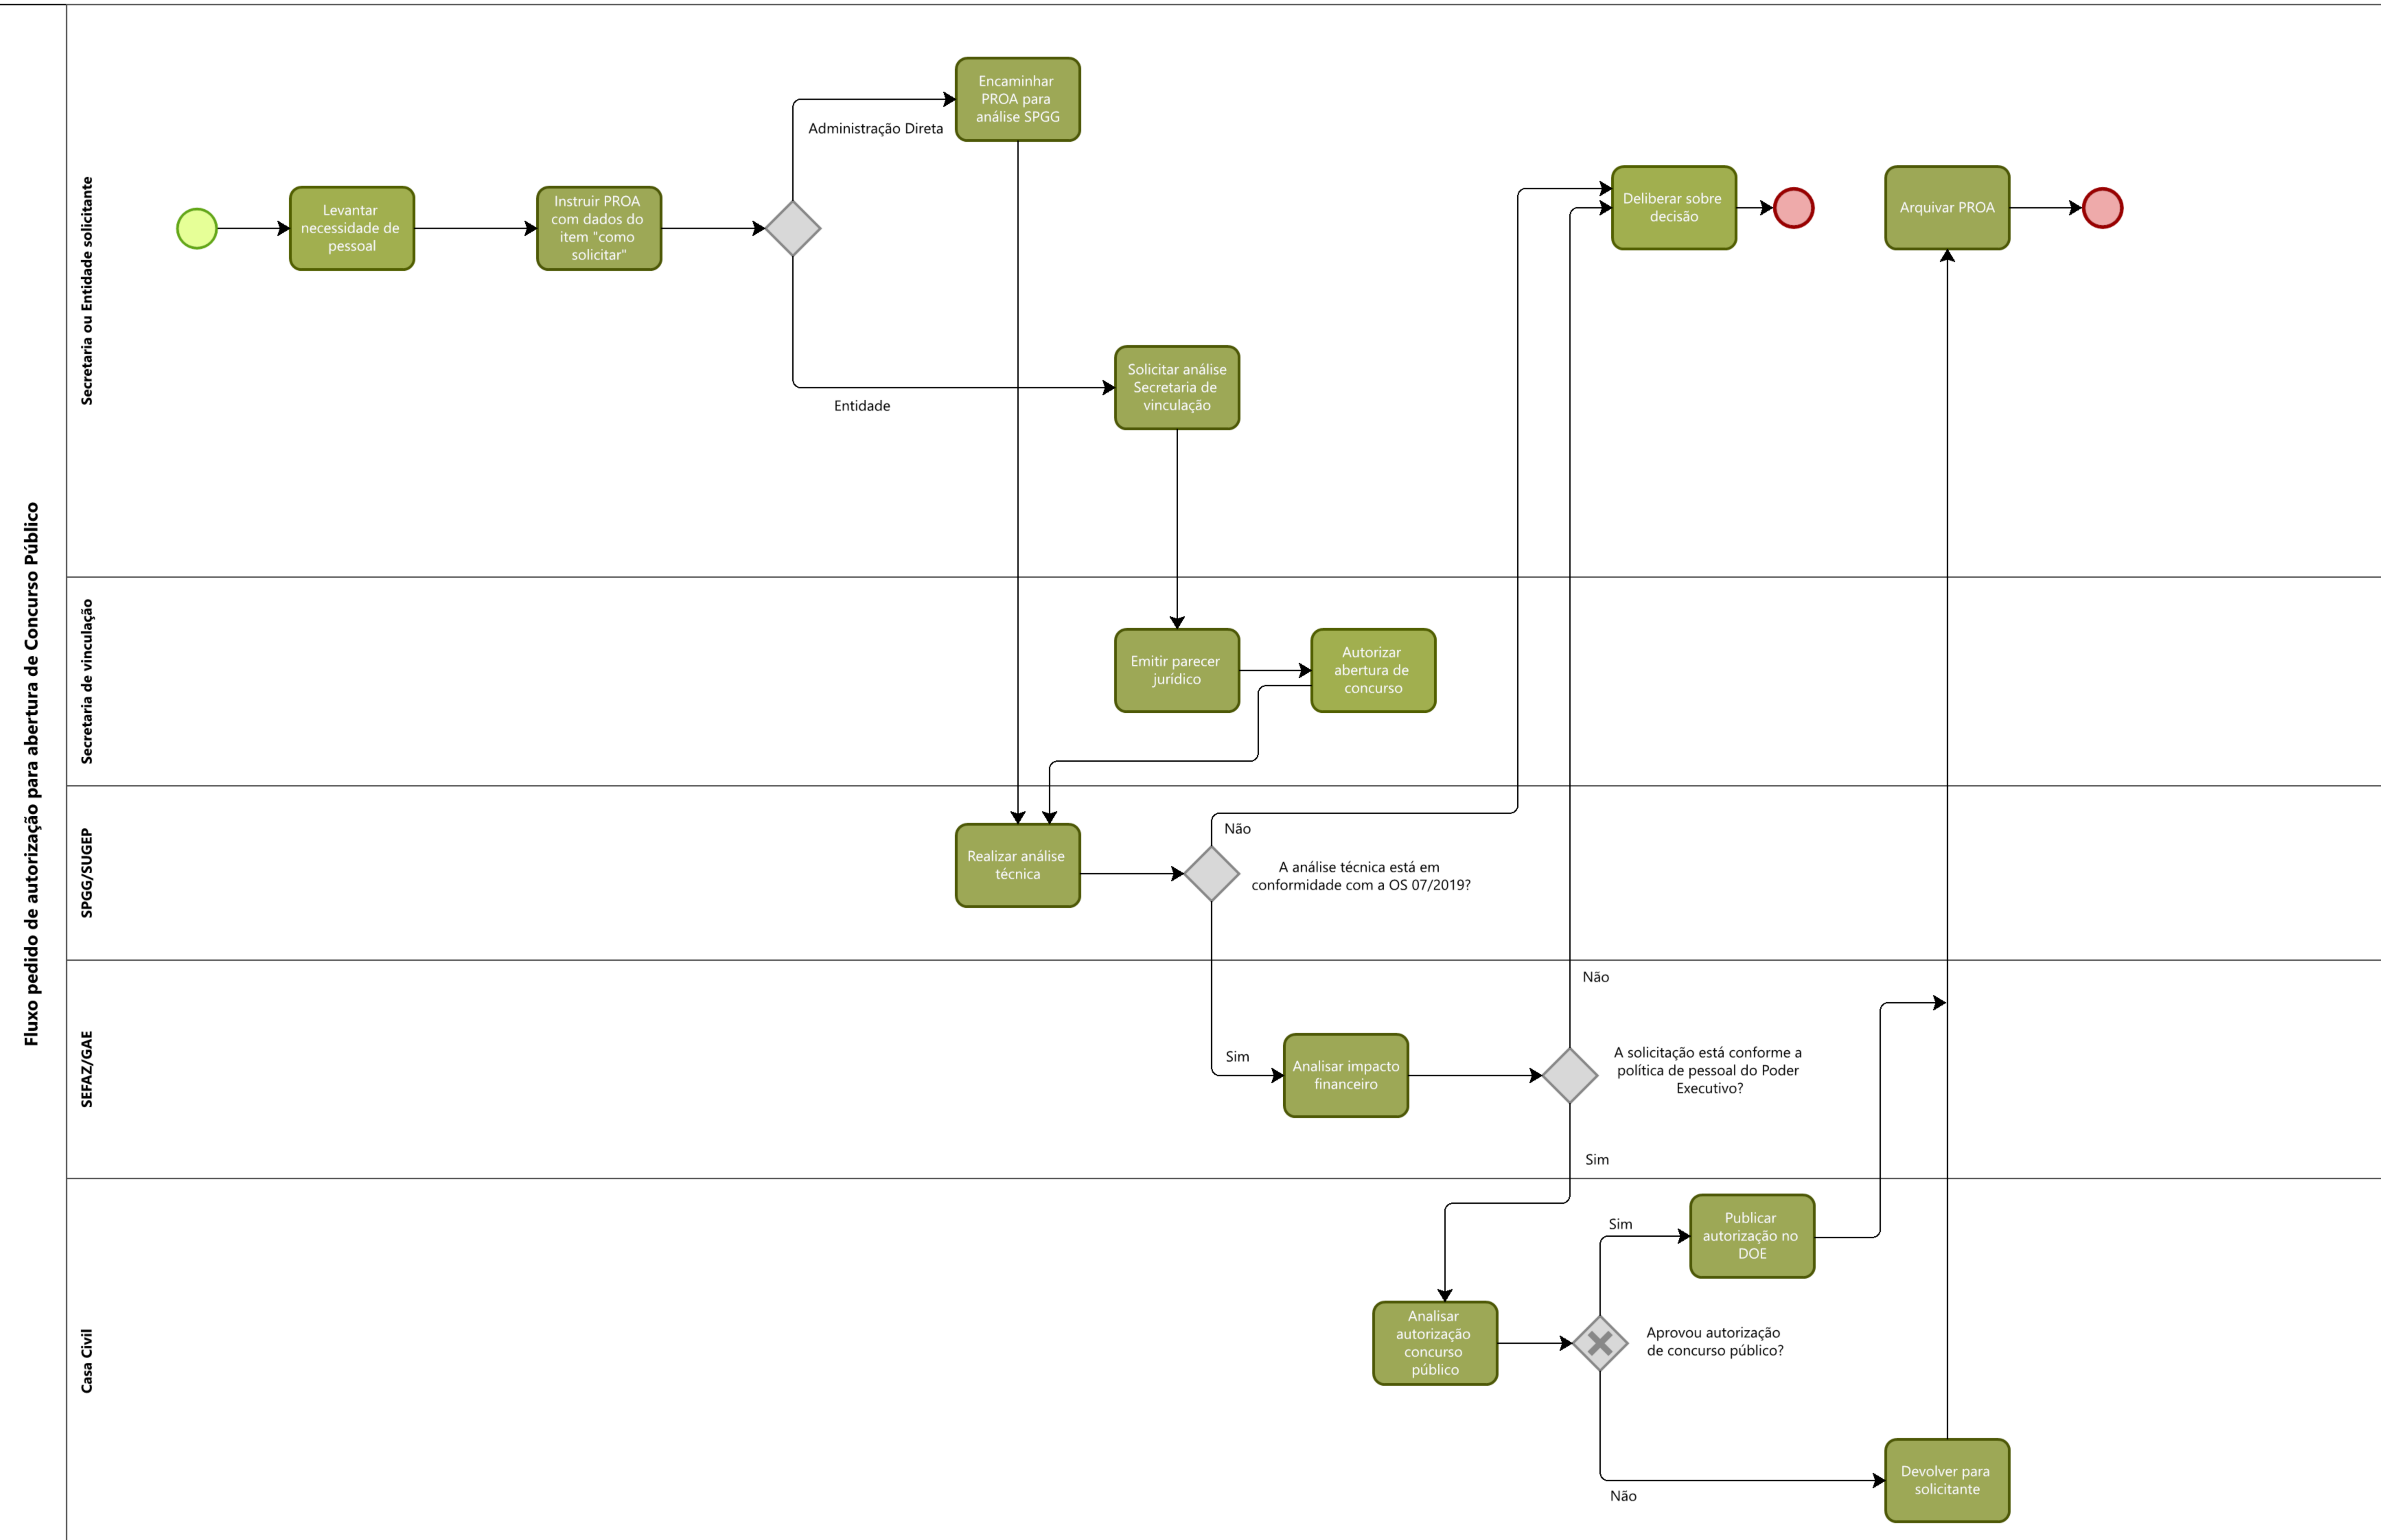 Fluxo pedido de autorização para abertura de Concurso Público
Secretaria ou Entidade solicitante
Levantar
necessidade de
pessoal
Instruir PROA
com dados do
item "como
solicitar"
Administração Direta
Encaminhar
PROA para
análise SPGG
Entidade
Solicitar análise
Secretaria de
vinculação
Deliberar sobre
decisão
Arquivar PROA
Secretaria de vinculação
Emitir parecer
jurídico
Autorizar
abertura de
concurso
SPGG/SUGEP
Realizar análise
técnica
Não
A análise técnica está em
conformidade com a OS 07/2019?
SEFAZ/GAE
Sim
Analisar impacto
financeiro
Não
A solicitação está conforme a
política de pessoal do Poder
Executivo?
Sim
Casa Civil
Analisar
autorização
concurso
público
Sim
Publicar
autorização no
DOE
Aprovou autorização
de concurso público?
Não
Devolver para
solicitante